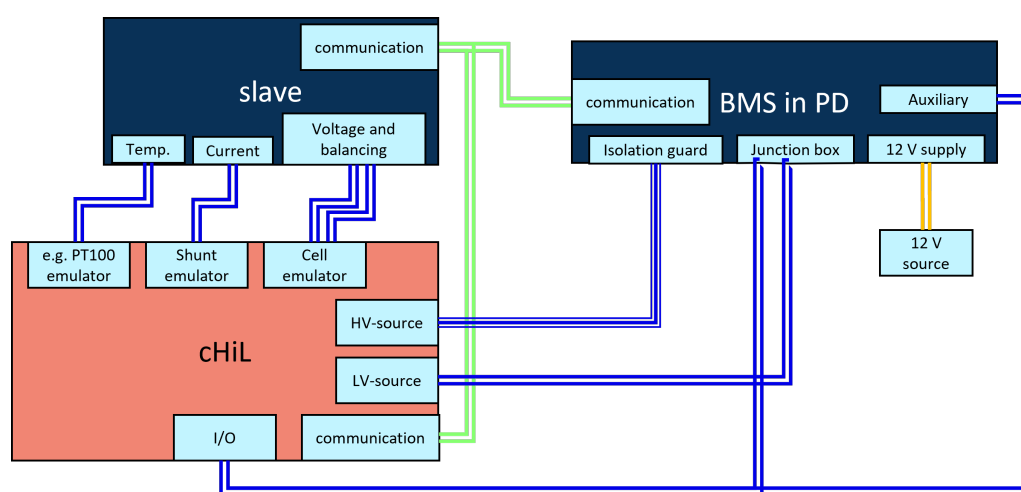 communication
slave
Temp.
Current
Voltage and
balancing
communication
BMS in PD
Auxiliary
Isolation guard
Junction box
12 V supply
12 V
source
e.g. PT100
emulator
Shunt
emulator
Cell
emulator
HV-source
cHiL
LV-source
I/O
communication